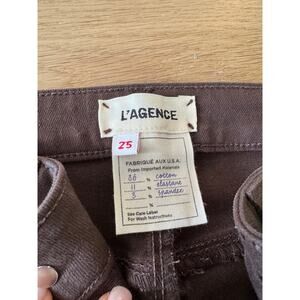 L'AGENCE
25
FABRIQUÉ AUX U.S.A.
From Imported Materials
86 % cotton
11 % elastane
3 % spandex
%
See Care Label
For Wash Instructions